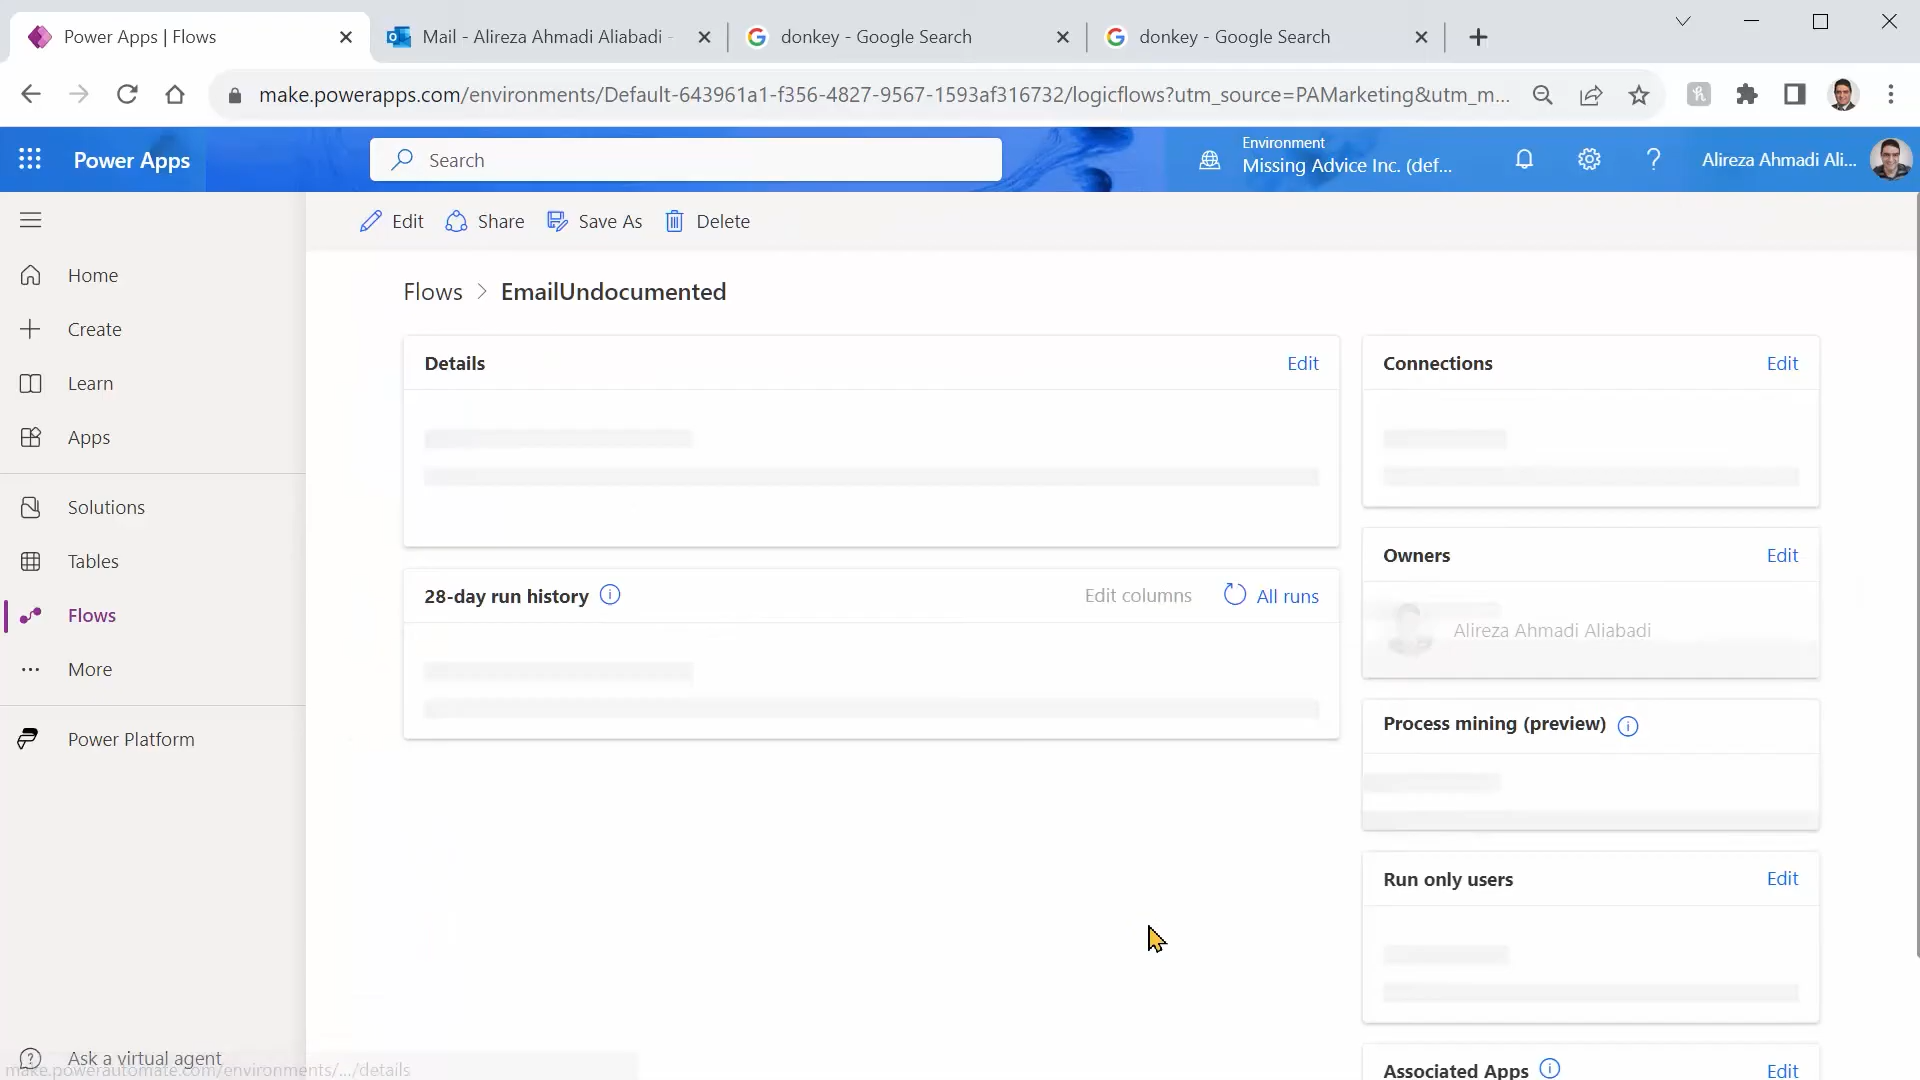 Power Apps | Flows
Mail - Alireza Ahmadi Aliabadi -
donkey - Google Search
donkey - Google Search
make.powerapps.com/environments/Default-643961a1-f356-4827-9567-1593af316732/logicflows?utm_source=PAMarketing&utm_m...
Power Apps
Search
Environment
Missing Advice Inc. (def...
Alireza Ahmadi Ali...
Edit
Share
Save As
Delete
Home
Create
Learn
Apps
Solutions
Tables
Flows
More
Power Platform
Ask a virtual agent
Flows > EmailUndocumented
Details
Edit
28-day run history
Edit columns
All runs
Connections
Edit
Owners
Edit
Alireza Ahmadi Aliabadi
Process mining (preview)
Run only users
Edit
Associated Apps
Edit
make.powerautomate.com/environments/.../details